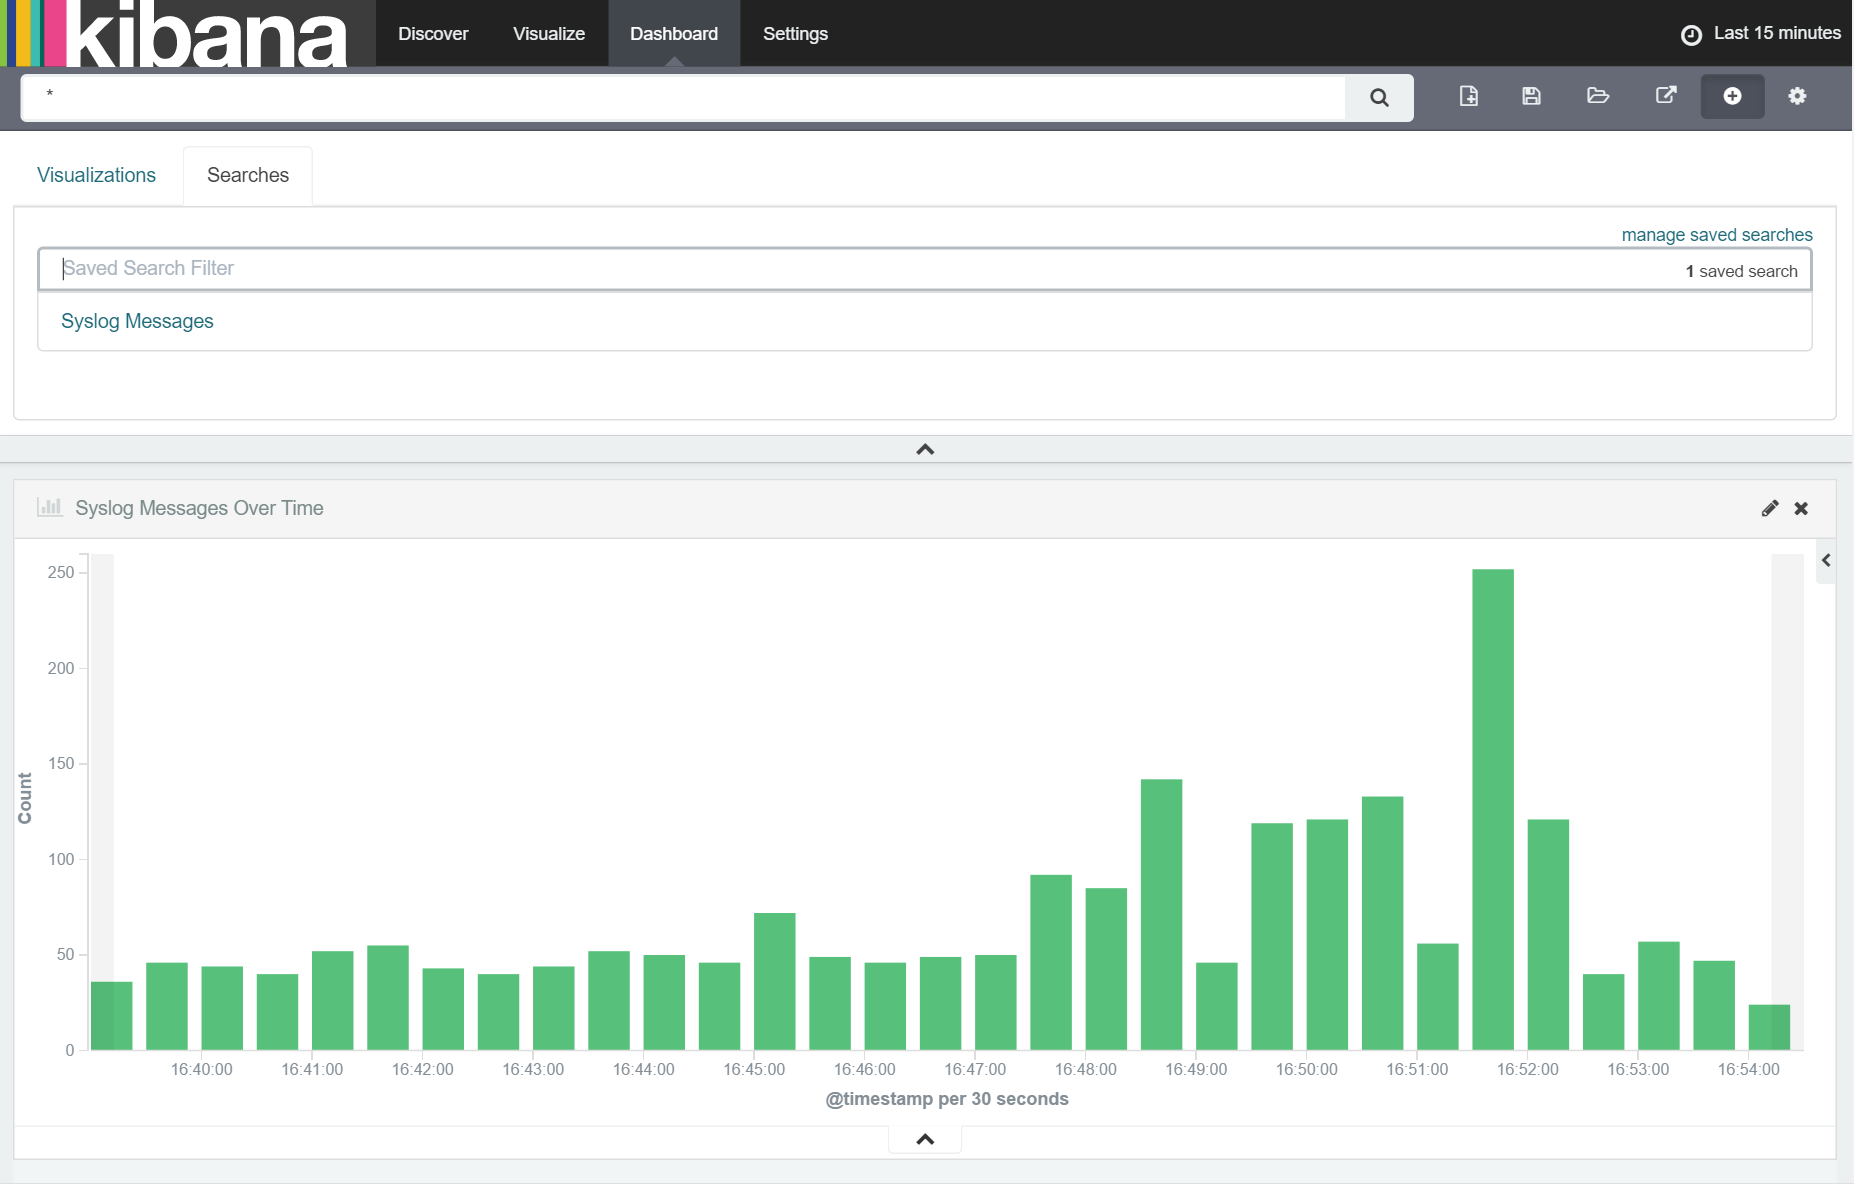 kibana
Discover Visualize Dashboard Settings Last 15 minutes
*
Visualizations Searches
manage saved searches
Saved Search Filter 1 saved search
Syslog Messages
Syslog Messages Over Time
250
200
150
100
50
0
Count
16:40:00 16:41:00 16:42:00 16:43:00 16:44:00 16:45:00 16:46:00 16:47:00 16:48:00 16:49:00 16:50:00 16:51:00 16:52:00 16:53:00 16:54:00
@timestamp per 30 seconds